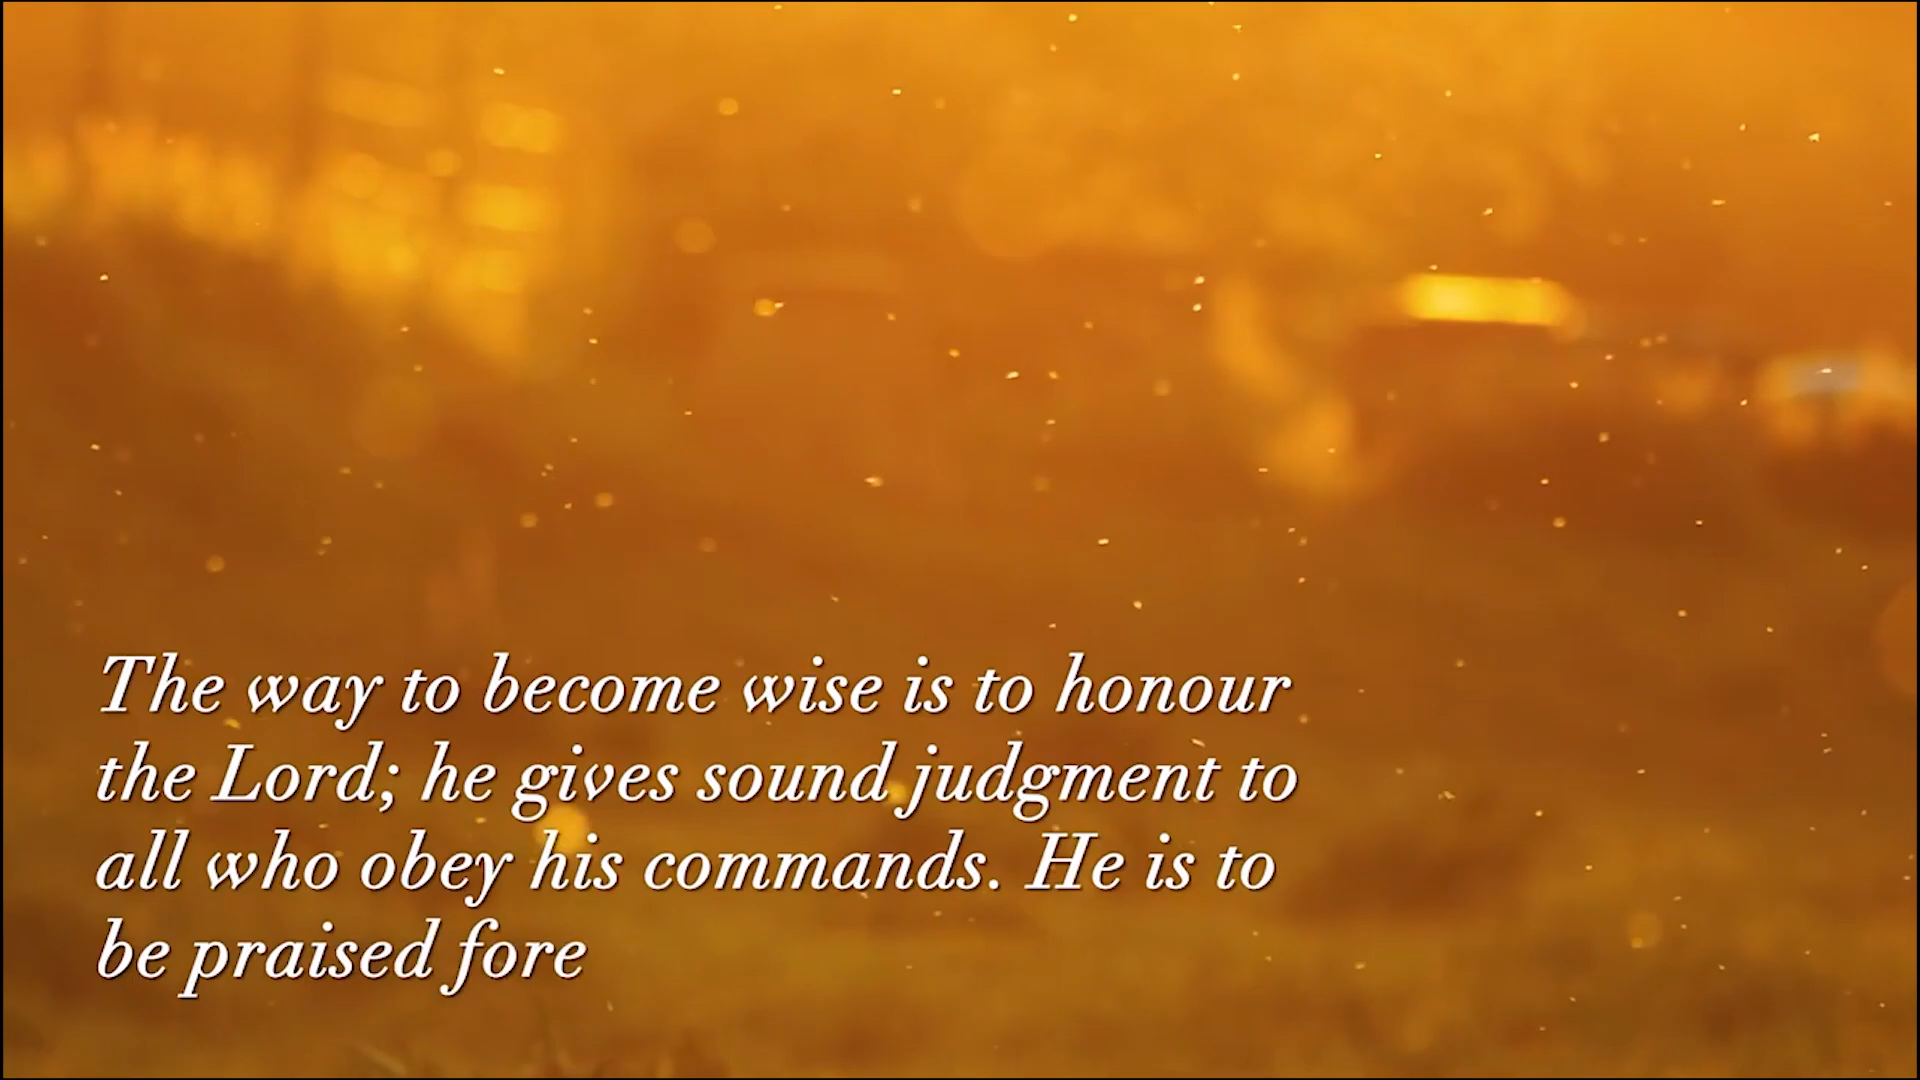 The way to become wise is to honour
the Lord; he gives sound judgment to
all who obey his commands. He is to
be praised fore